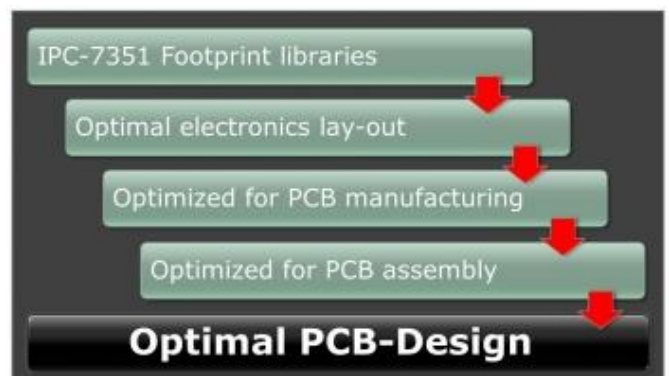 IPC-7351 Footprint libraries
Optimal electronics lay-out
Optimized for PCB manufacturing
Optimized for PCB assembly
Optimal PCB-Design